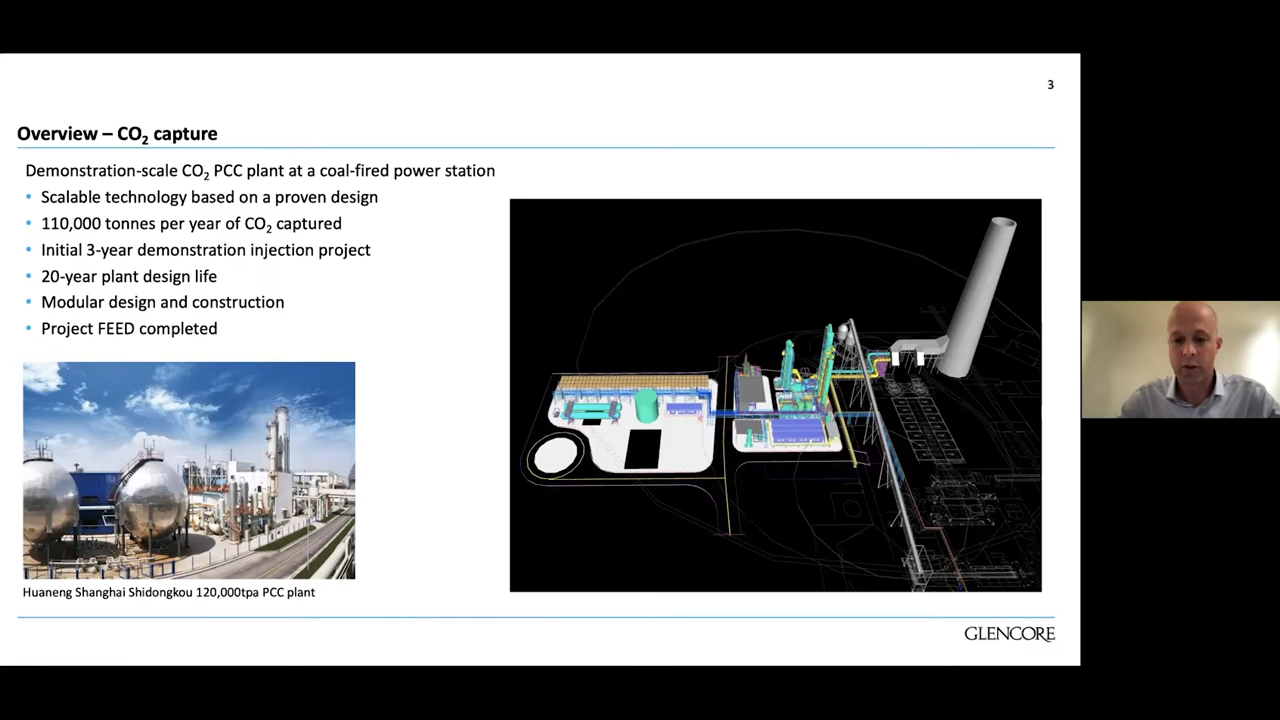 3
Overview – CO₂ capture
Demonstration-scale CO₂ PCC plant at a coal-fired power station
• Scalable technology based on a proven design
• 110,000 tonnes per year of CO₂ captured
• Initial 3-year demonstration injection project
• 20-year plant design life
• Modular design and construction
• Project FEED completed
Huaneng Shanghai Shidongkou 120,000tpa PCC plant
GLENCORE